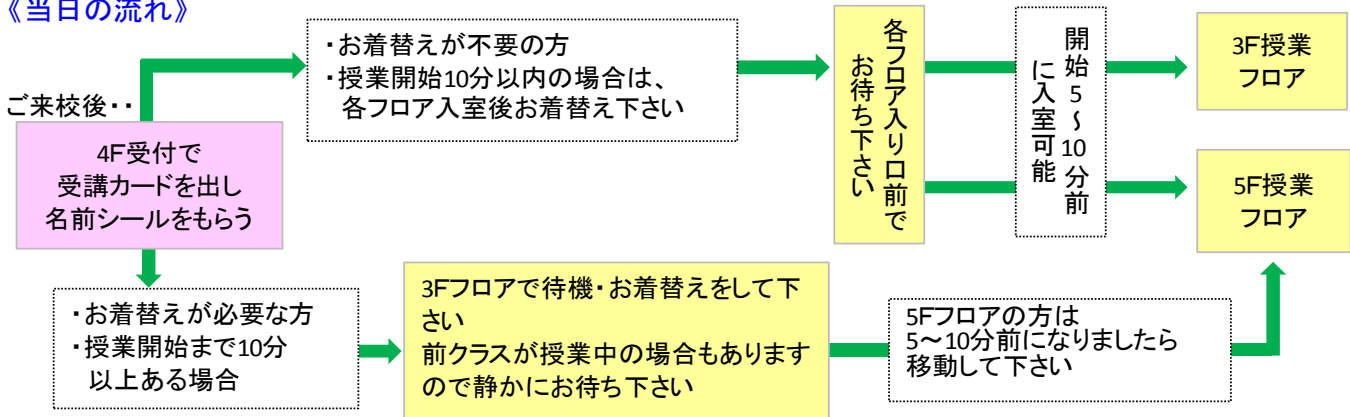 《当日の流れ》
ご来校後・・
4F受付で
受講カードを出し
名前シールをもらう
・お着替えが不要の方
・授業開始10分以内の場合は、
各フロア入室後お着替え下さい
各フロア入り口前で
お待ち下さい
開始5～10分前
に入室可能
3F授業
フロア
5F授業
フロア
・お着替えが必要な方
・授業開始まで10分
以上ある場合
3Fフロアで待機・お着替えをして下
さい
前クラスが授業中の場合もあります
ので静かにお待ち下さい
5Fフロアの方は
5～10分前になりましたら
移動して下さい